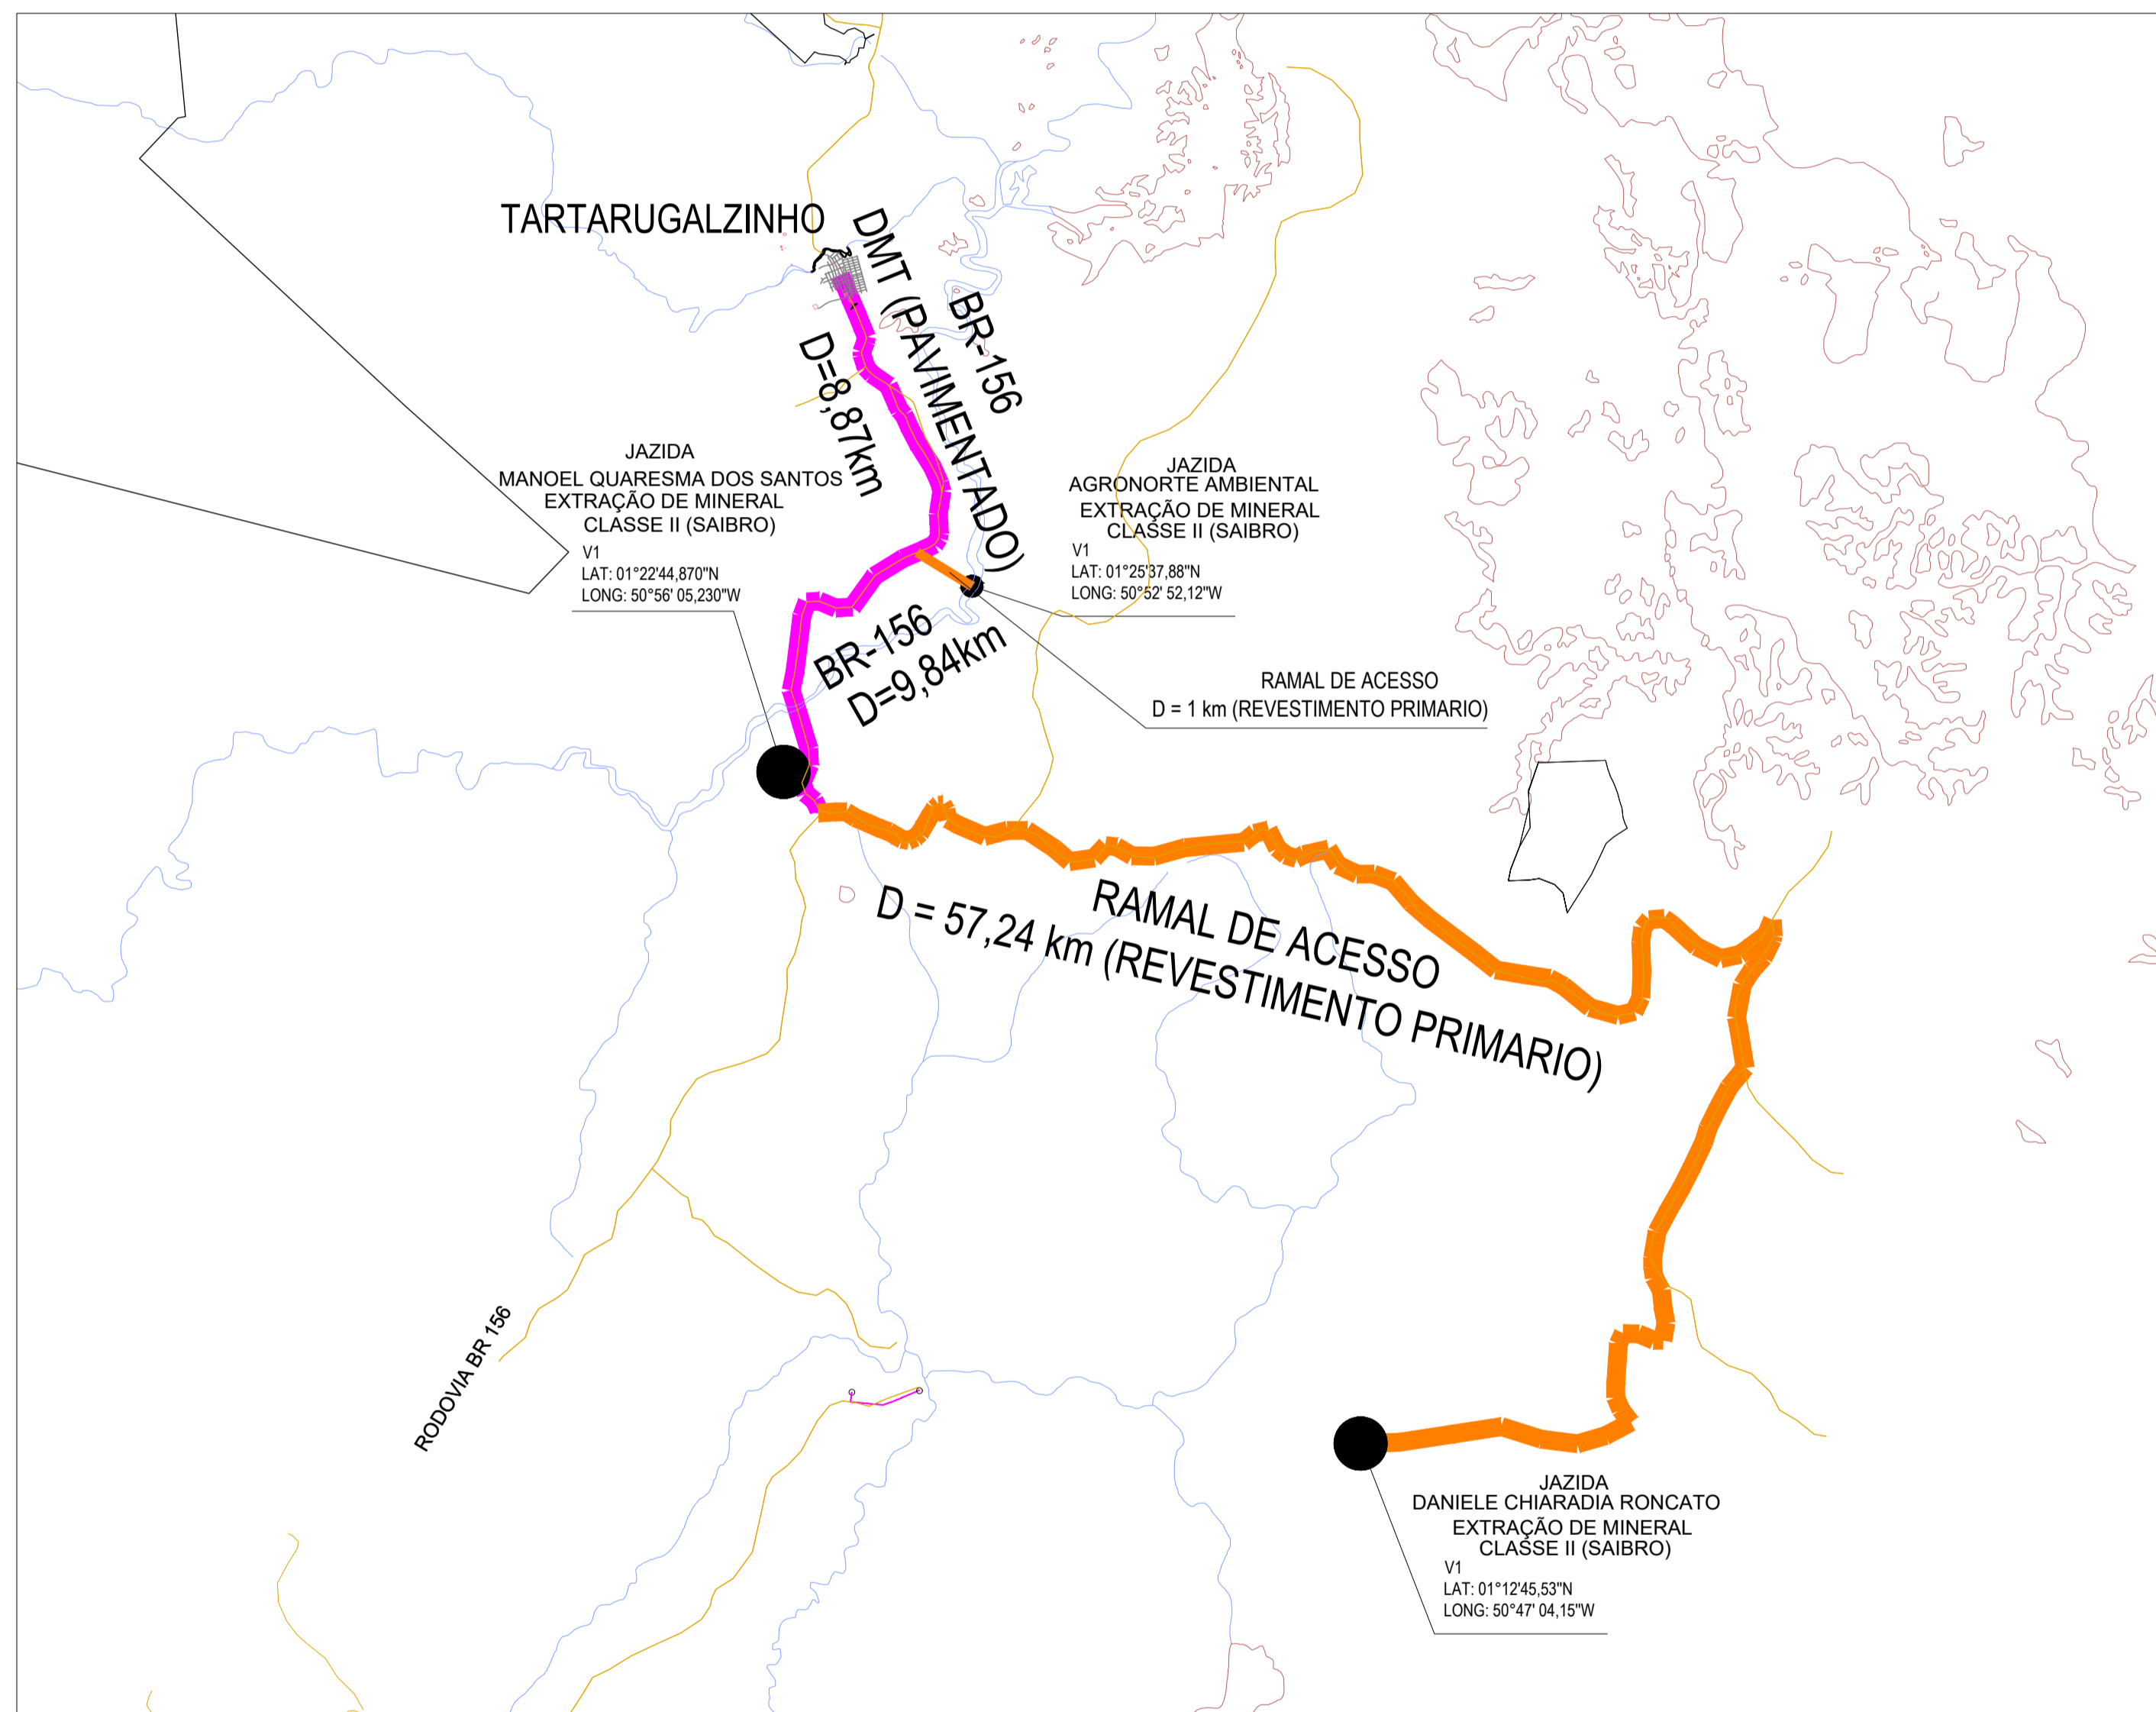 TARTARUGALZINHO
DMT (PAVIMENTADO)
BR-156
D=8,87km
JAZIDA
MANOEL QUARESMA DOS SANTOS
EXTRAÇÃO DE MINERAL
CLASSE II (SAIBRO)
V1
LAT: 01°22'44,870"N
LONG: 50°56' 05,230"W
JAZIDA
AGRONORTE AMBIENTAL
EXTRAÇÃO DE MINERAL
CLASSE II (SAIBRO)
V1
LAT: 01°25'37,88"N
LONG: 50°52' 52,12"W
BR-156
D=9,84km
RAMAL DE ACESSO
D = 1 km (REVESTIMENTO PRIMARIO)
RAMAL DE ACESSO
D = 57,24 km (REVESTIMENTO PRIMARIO)
RODOVIA BR 156
JAZIDA
DANIELE CHIARADIA RONCATO
EXTRAÇÃO DE MINERAL
CLASSE II (SAIBRO)
V1
LAT: 01°12'45,53"N
LONG: 50°47' 04,15"W